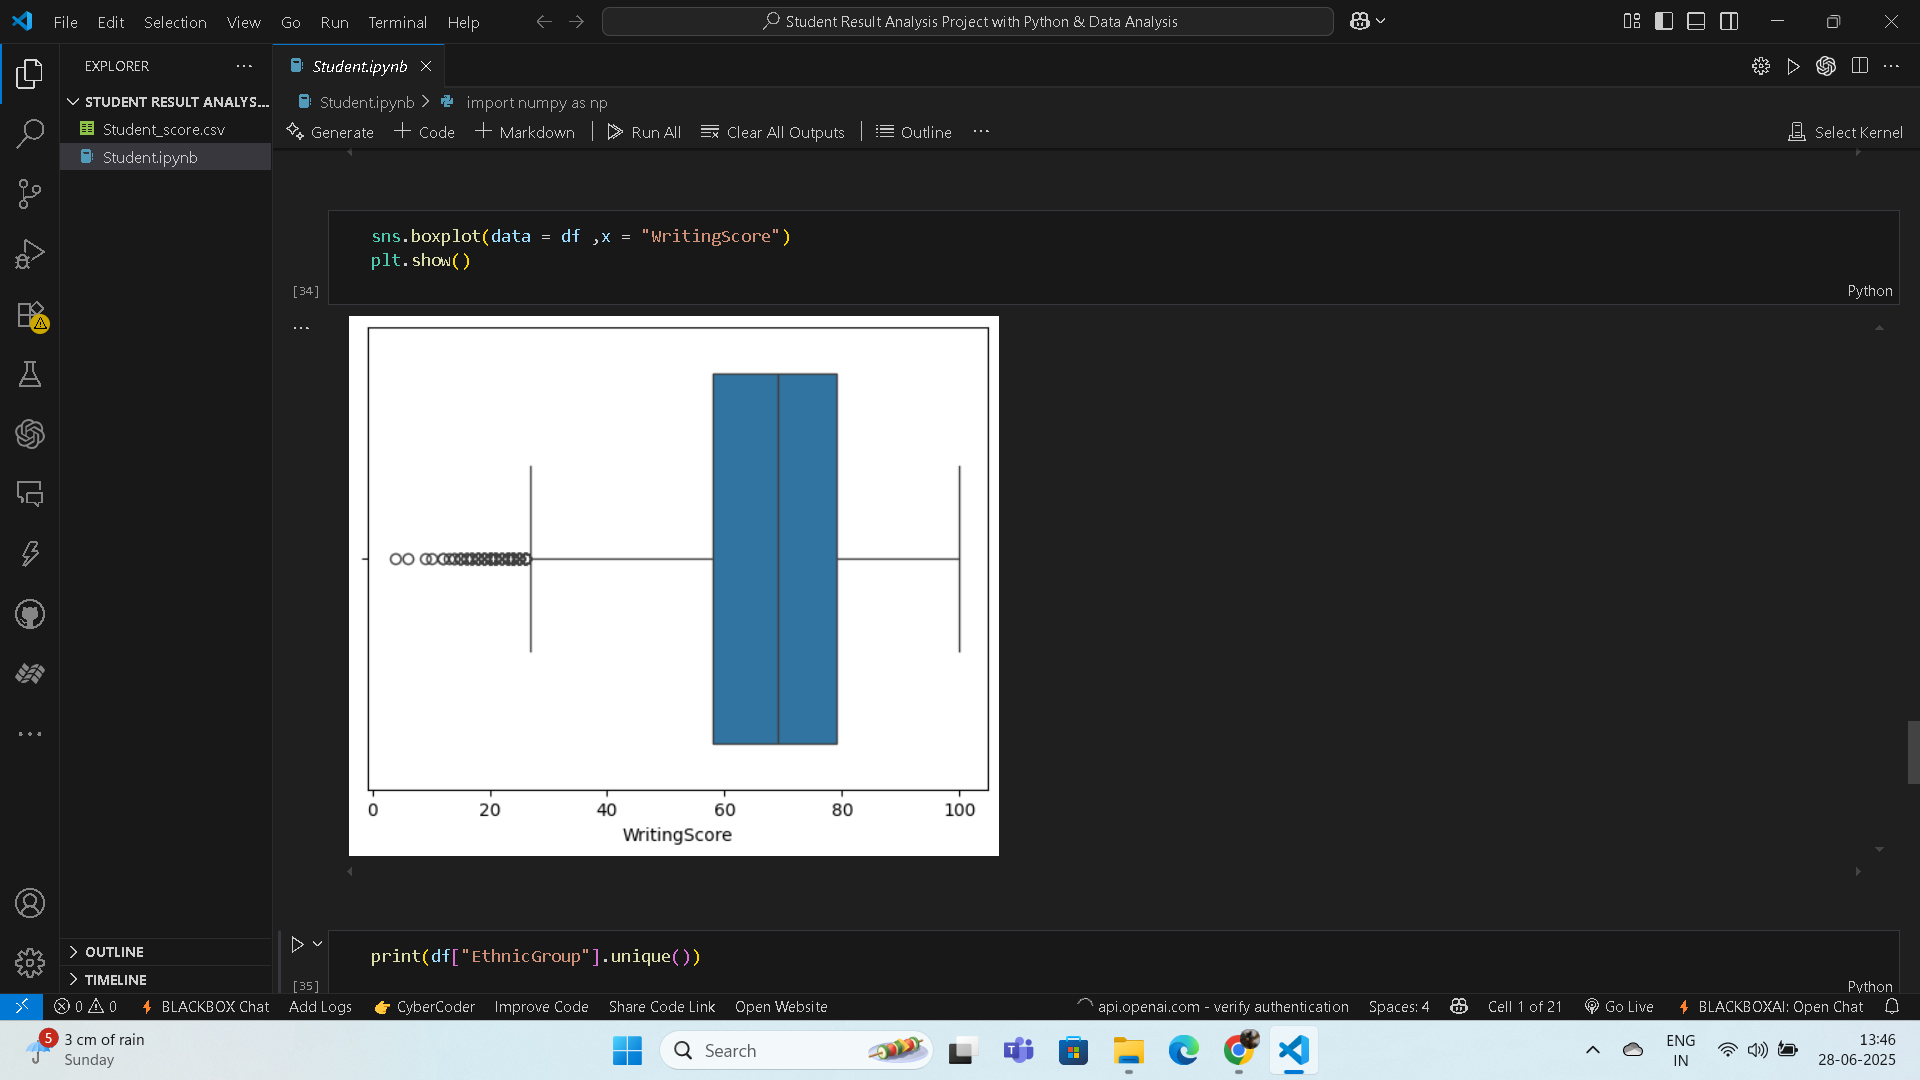 File Edit Selection View Go Run Terminal Help
Student Result Analysis Project with Python & Data Analysis
EXPLORER
STUDENT RESULT ANALYS...
Student_score.csv
Student.ipynb
OUTLINE
TIMELINE
Student.ipynb
Student.ipynb > import numpy as np
Generate + Code + Markdown Run All Clear All Outputs Outline ...
Select Kernel
sns.boxplot(data = df ,x = "WritingScore")
plt.show()
[34]
Python
0 20 40 60 80 100
WritingScore
print(df["EthnicGroup"].unique())
[35]
Python
0 0 BLACKBOX Chat Add Logs CyberCoder Improve Code Share Code Link Open Website
api.openai.com - verify authentication Spaces: 4 Cell 1 of 21 Go Live BLACKBOXAI: Open Chat
5
3 cm of rain
Sunday
Search
ENG
IN
13:46
28-06-2025